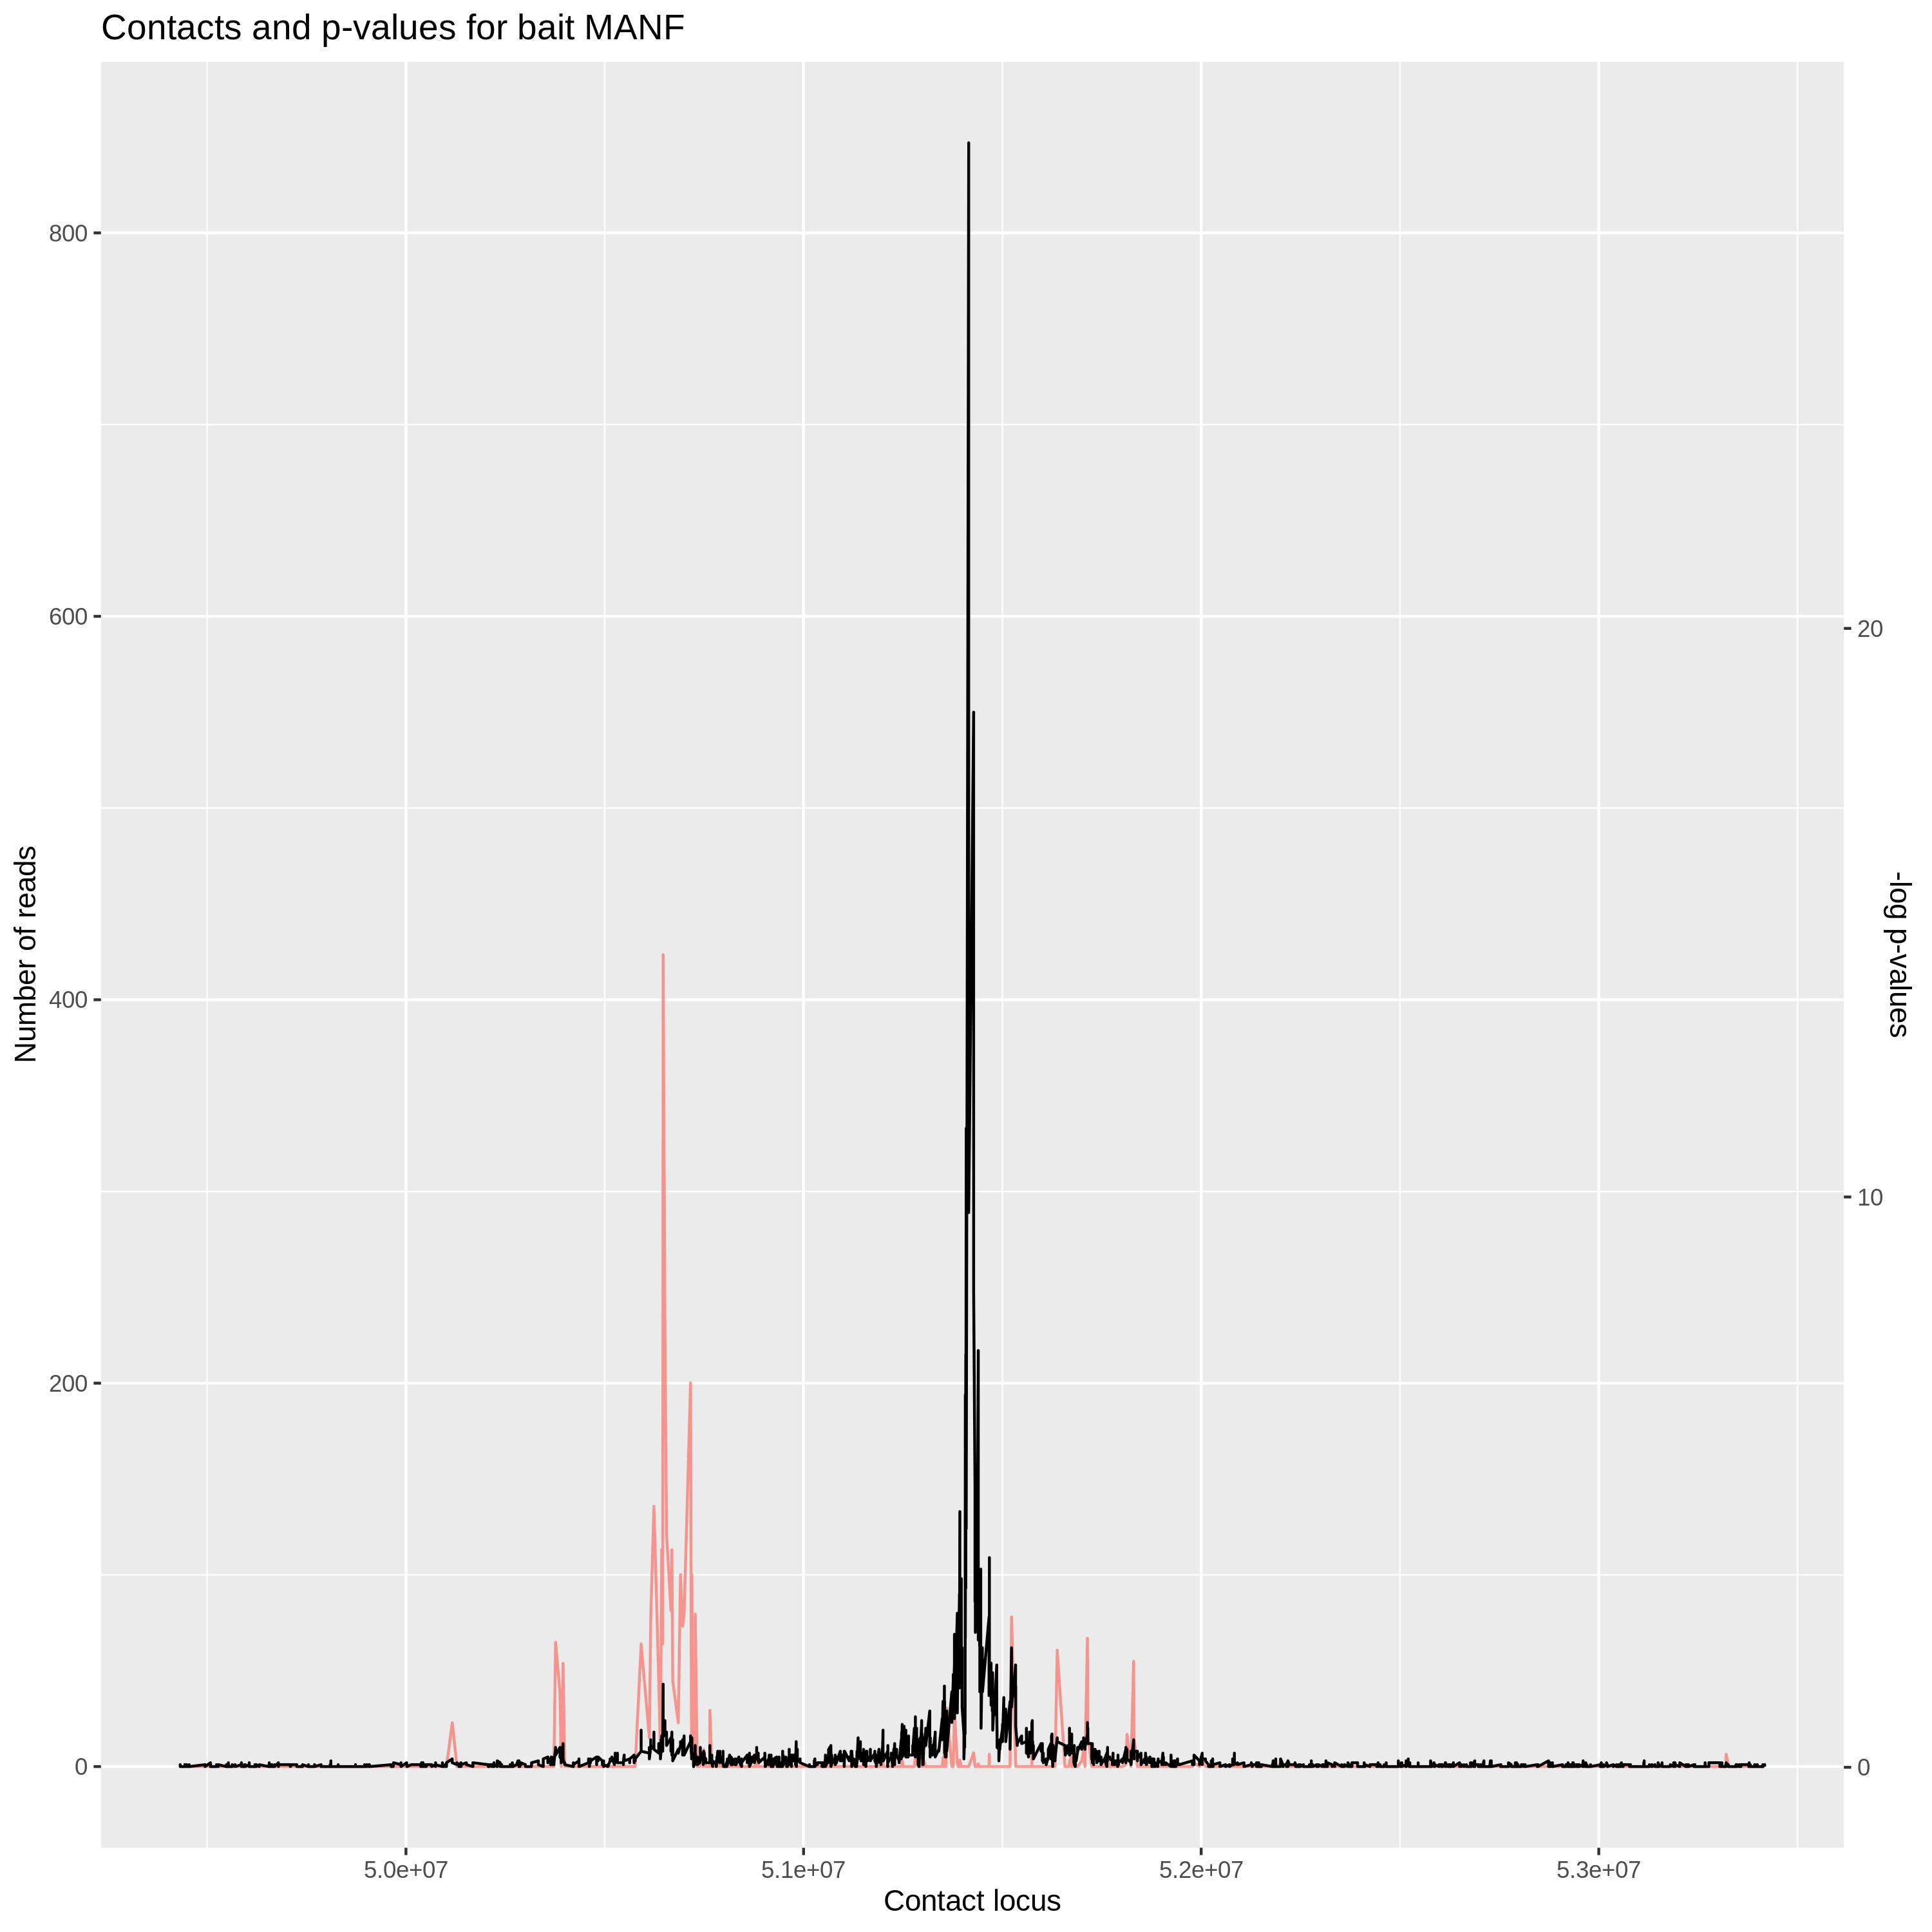 Contacts and p-values for bait MANF
800
600
400
200
0
Number of reads
20
10
0
-log p-values
5.0e+07
5.1e+07
5.2e+07
5.3e+07
Contact locus